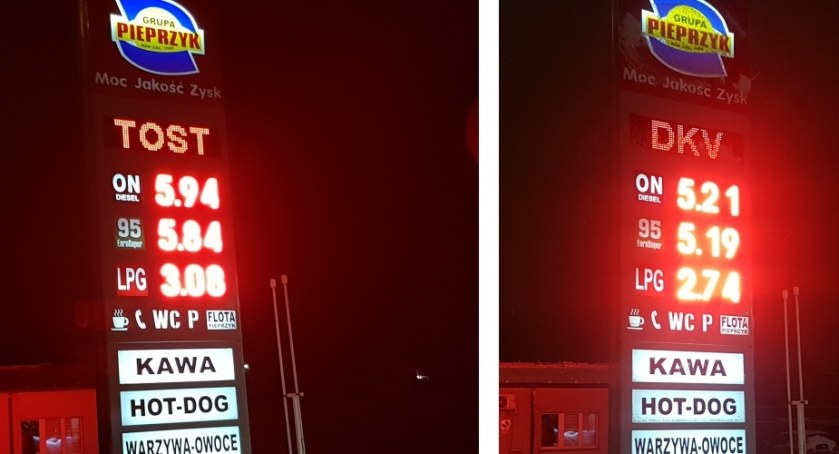 GRUPA
PIEPRZYK
Moc Jakość Zysk
TOST
ON 5.94
DIESEL
95 5.84
EuroSuper
LPG 3.08
WC P FLOTA
PIEPRZYK
KAWA
HOT-DOG
WARZYWA-OWOCE
GRUPA
PIEPRZYK
Moc Jakość Zysk
DKV
ON 5.21
DIESEL
95 5.19
EuroSuper
LPG 2.74
WC P FLOTA
PIEPRZYK
KAWA
HOT-DOG
WARZYWA-OWOCE